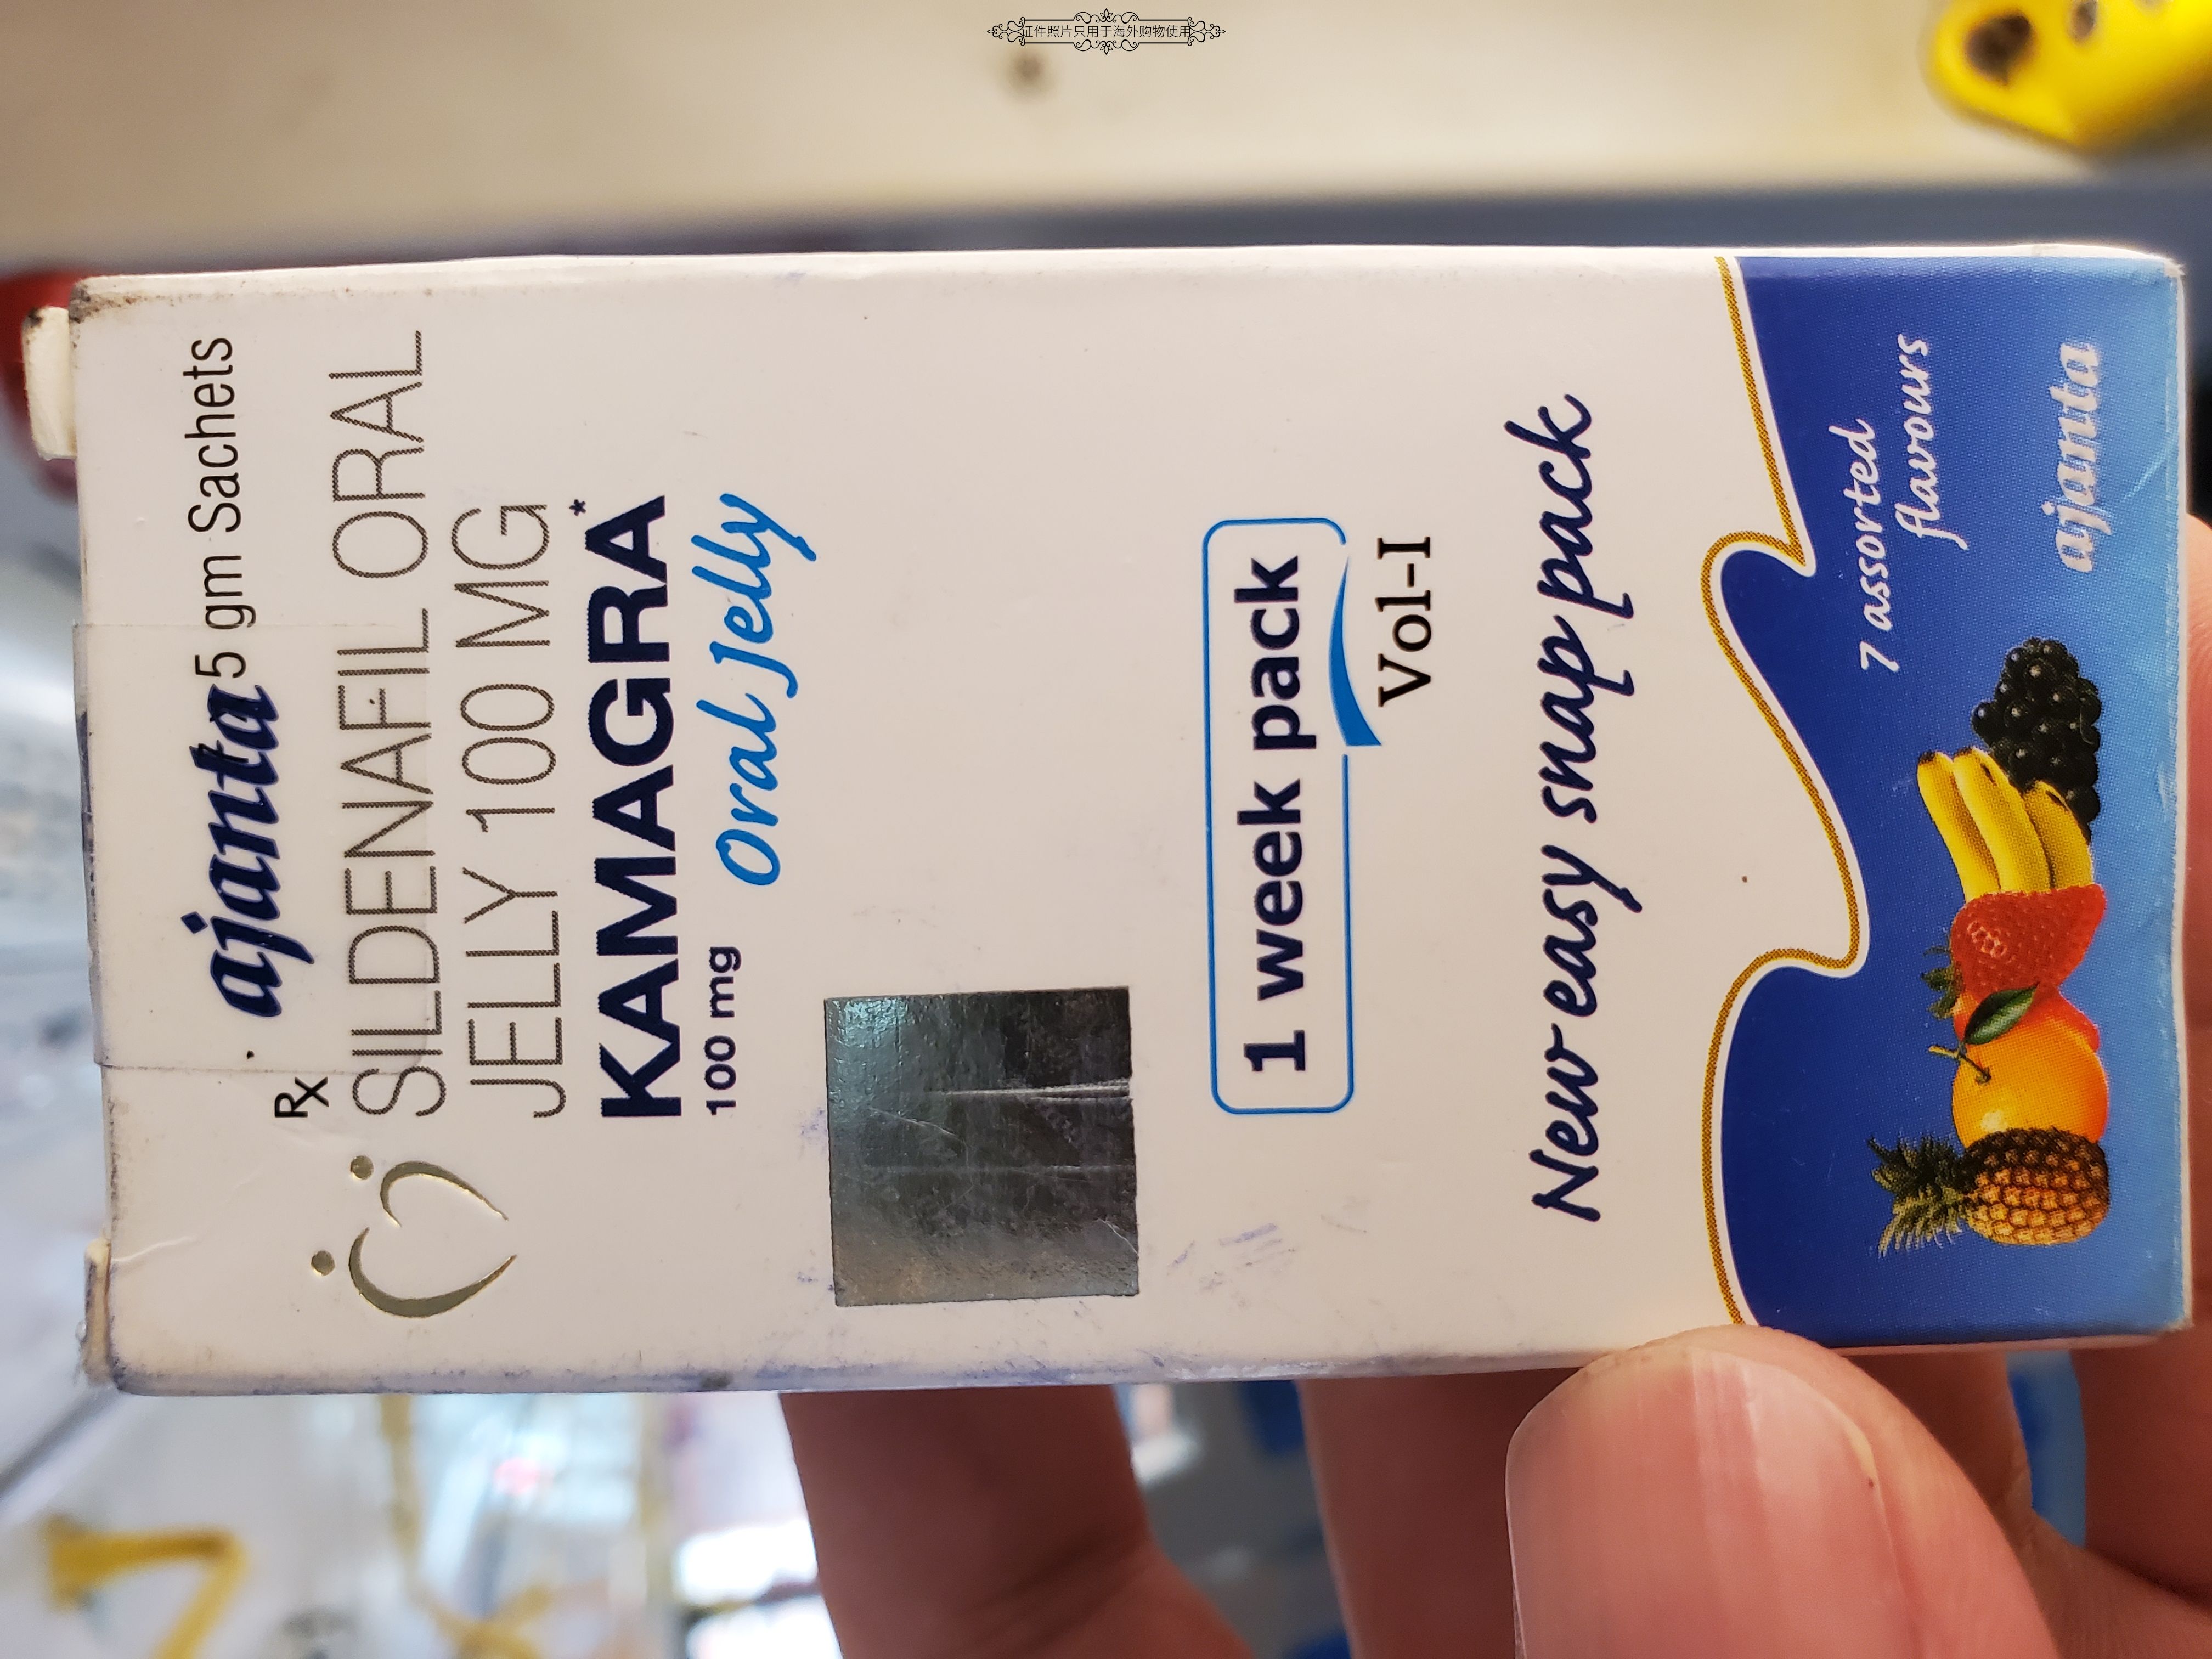 证件照片只用于海外购物使用
ajanta 5 gm Sachets
Rx
SILDENAFIL ORAL
JELLY 100 MG
KAMAGRA*
100 mg Oral Jelly
1 week pack
Vol-I
New easy snap pack
7 assorted
flavours
ajanta